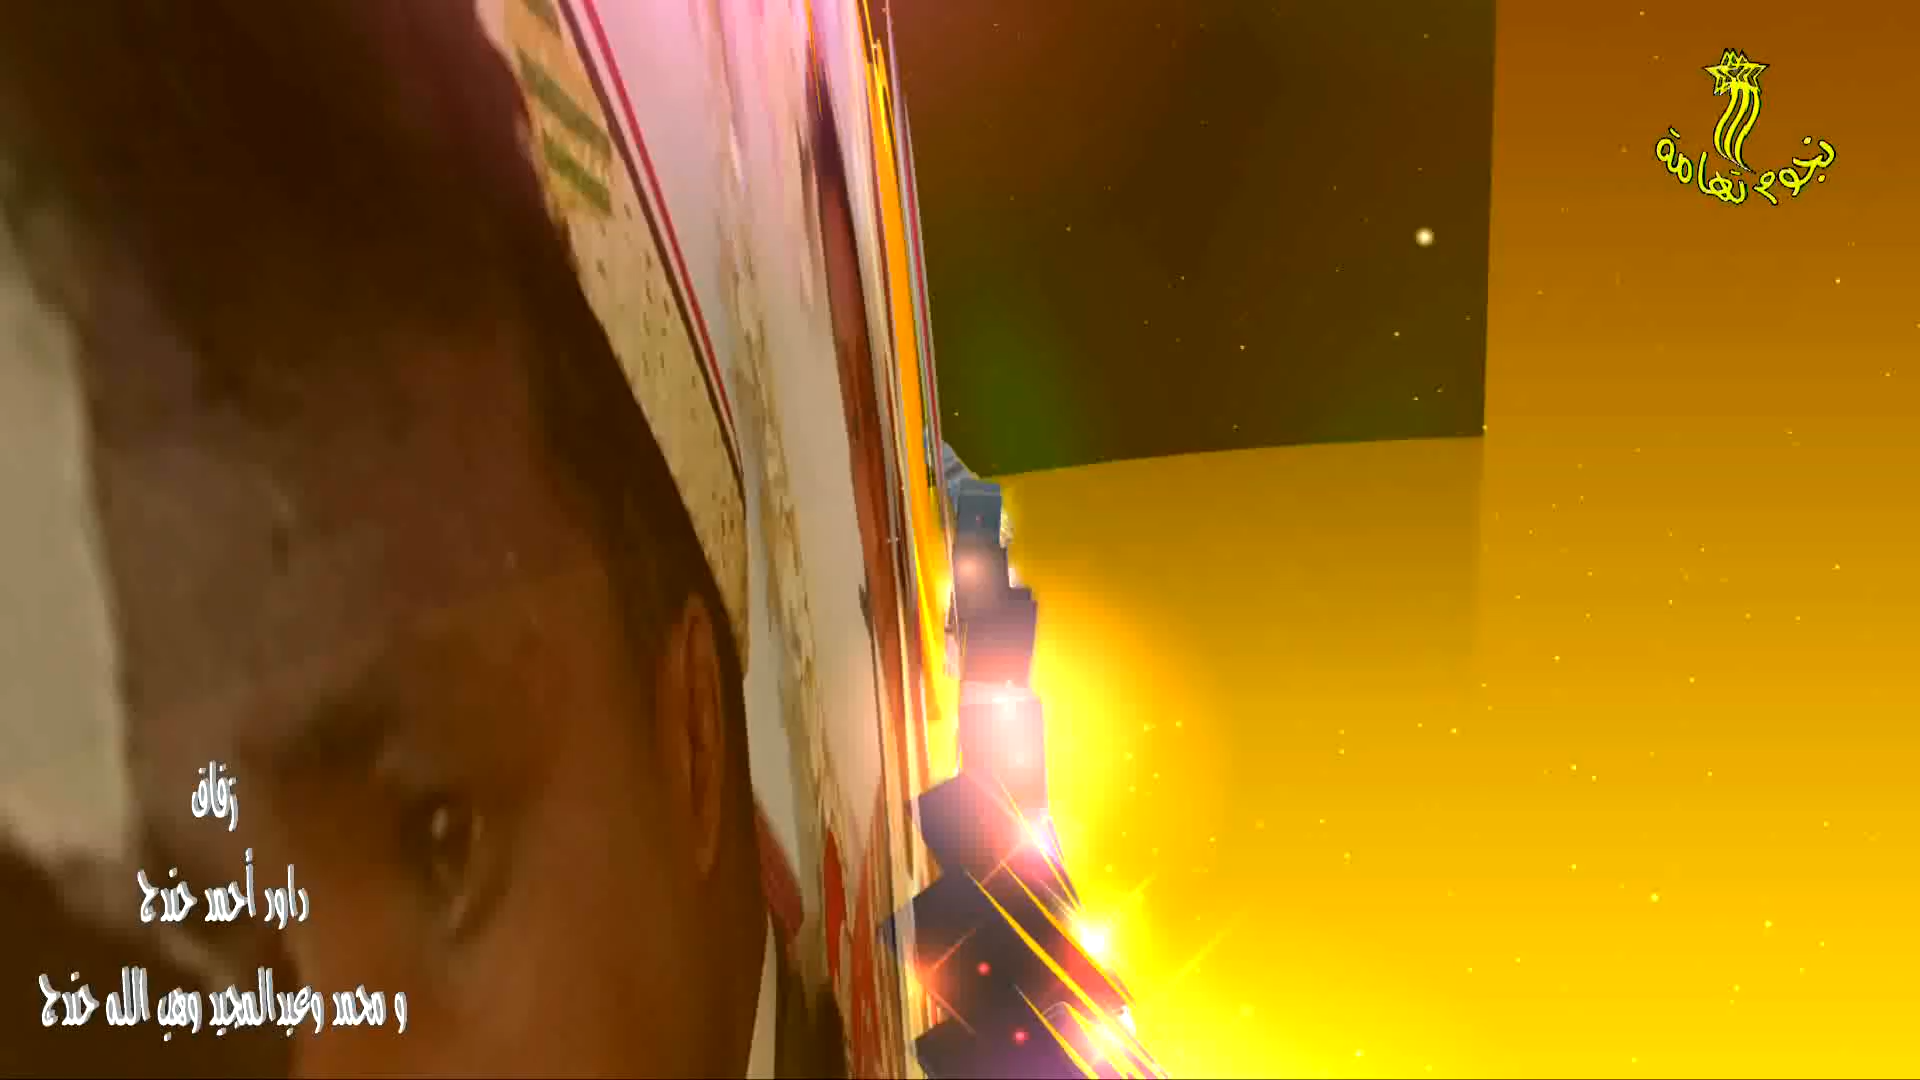 نجوم تهامة
زفاف
داود أحمد خندج
و محمد وعبدالمجيد وهب الله خندج